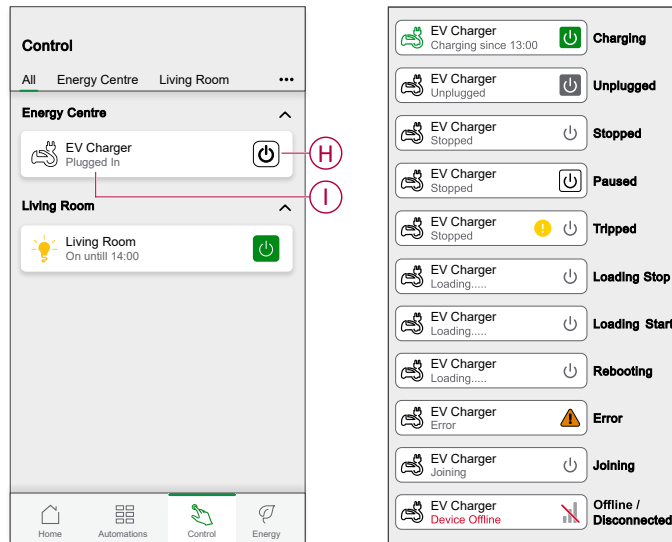 Control
All Energy Centre Living Room •••
Energy Centre
EV Charger
Plugged In
H
I
Living Room
Living Room
On untill 14:00
Home Automations Control Energy
EV Charger
Charging since 13:00
Charging
EV Charger
Unplugged
Unplugged
EV Charger
Stopped
Stopped
EV Charger
Stopped
Paused
EV Charger
Stopped
Tripped
EV Charger
Loading.....
Loading Stop
EV Charger
Loading.....
Loading Start
EV Charger
Loading.....
Rebooting
EV Charger
Error
Error
EV Charger
Joining
Joining
EV Charger
Device Offline
Offline /
Disconnected